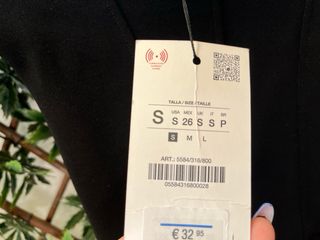 TALLA / SIZE / TAILLE
USA MEX UK IT BR
S S 26 S S P
S M L
ART.: 5584/316/800
05584316800028
€ 32,95